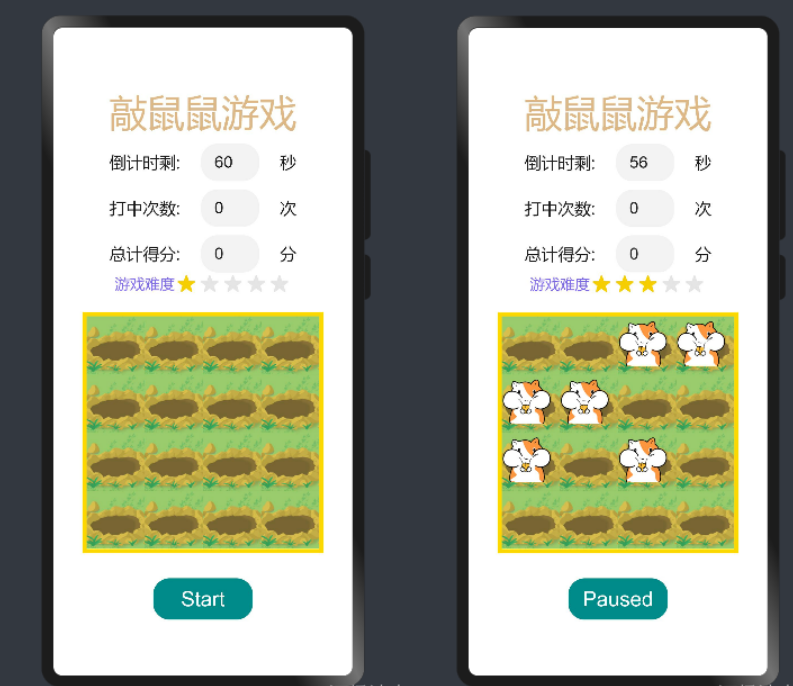 敲鼠鼠游戏
倒计时剩: 60 秒
打中次数: 0 次
总计得分: 0 分
游戏难度
Start
敲鼠鼠游戏
倒计时剩: 56 秒
打中次数: 0 次
总计得分: 0 分
游戏难度
Paused